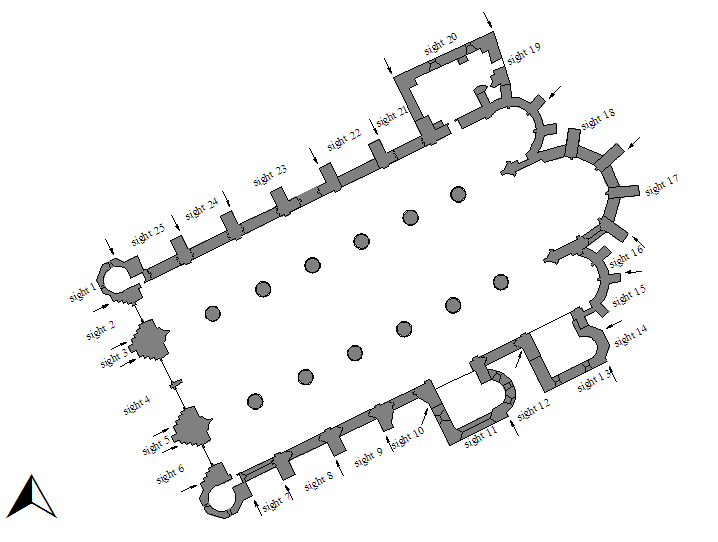 sight 1
sight 2
sight 3
sight 4
sight 5
sight 6
sight 7
sight 8
sight 9
sight 10
sight 11
sight 12
sight 13
sight 14
sight 15
sight 16
sight 17
sight 18
sight 19
sight 20
sight 21
sight 22
sight 23
sight 24
sight 25